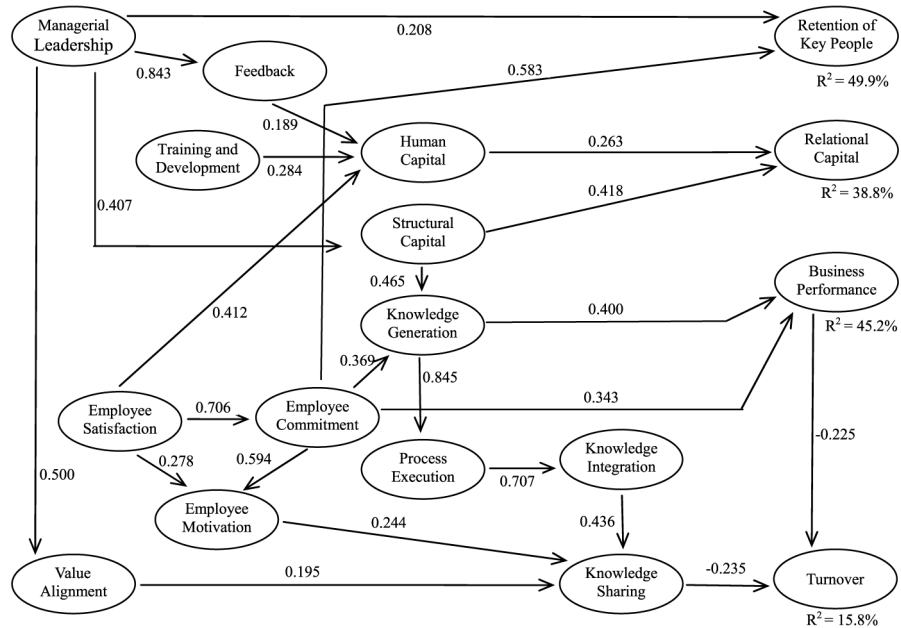 Managerial
Leadership
0.208
Retention of
Key People
R² = 49.9%
0.843
Feedback
0.583
0.189
Training and
Development
0.284
Human
Capital
0.263
Relational
Capital
R² = 38.8%
0.407
0.418
Structural
Capital
0.465
Business
Performance
R² = 45.2%
0.412
Knowledge
Generation
0.400
0.369
0.845
Employee
Satisfaction
0.706
Employee
Commitment
0.343
-0.225
0.500
0.278
0.594
Process
Execution
0.707
Knowledge
Integration
Employee
Motivation
0.244
0.436
Value
Alignment
0.195
Knowledge
Sharing
-0.235
Turnover
R² = 15.8%